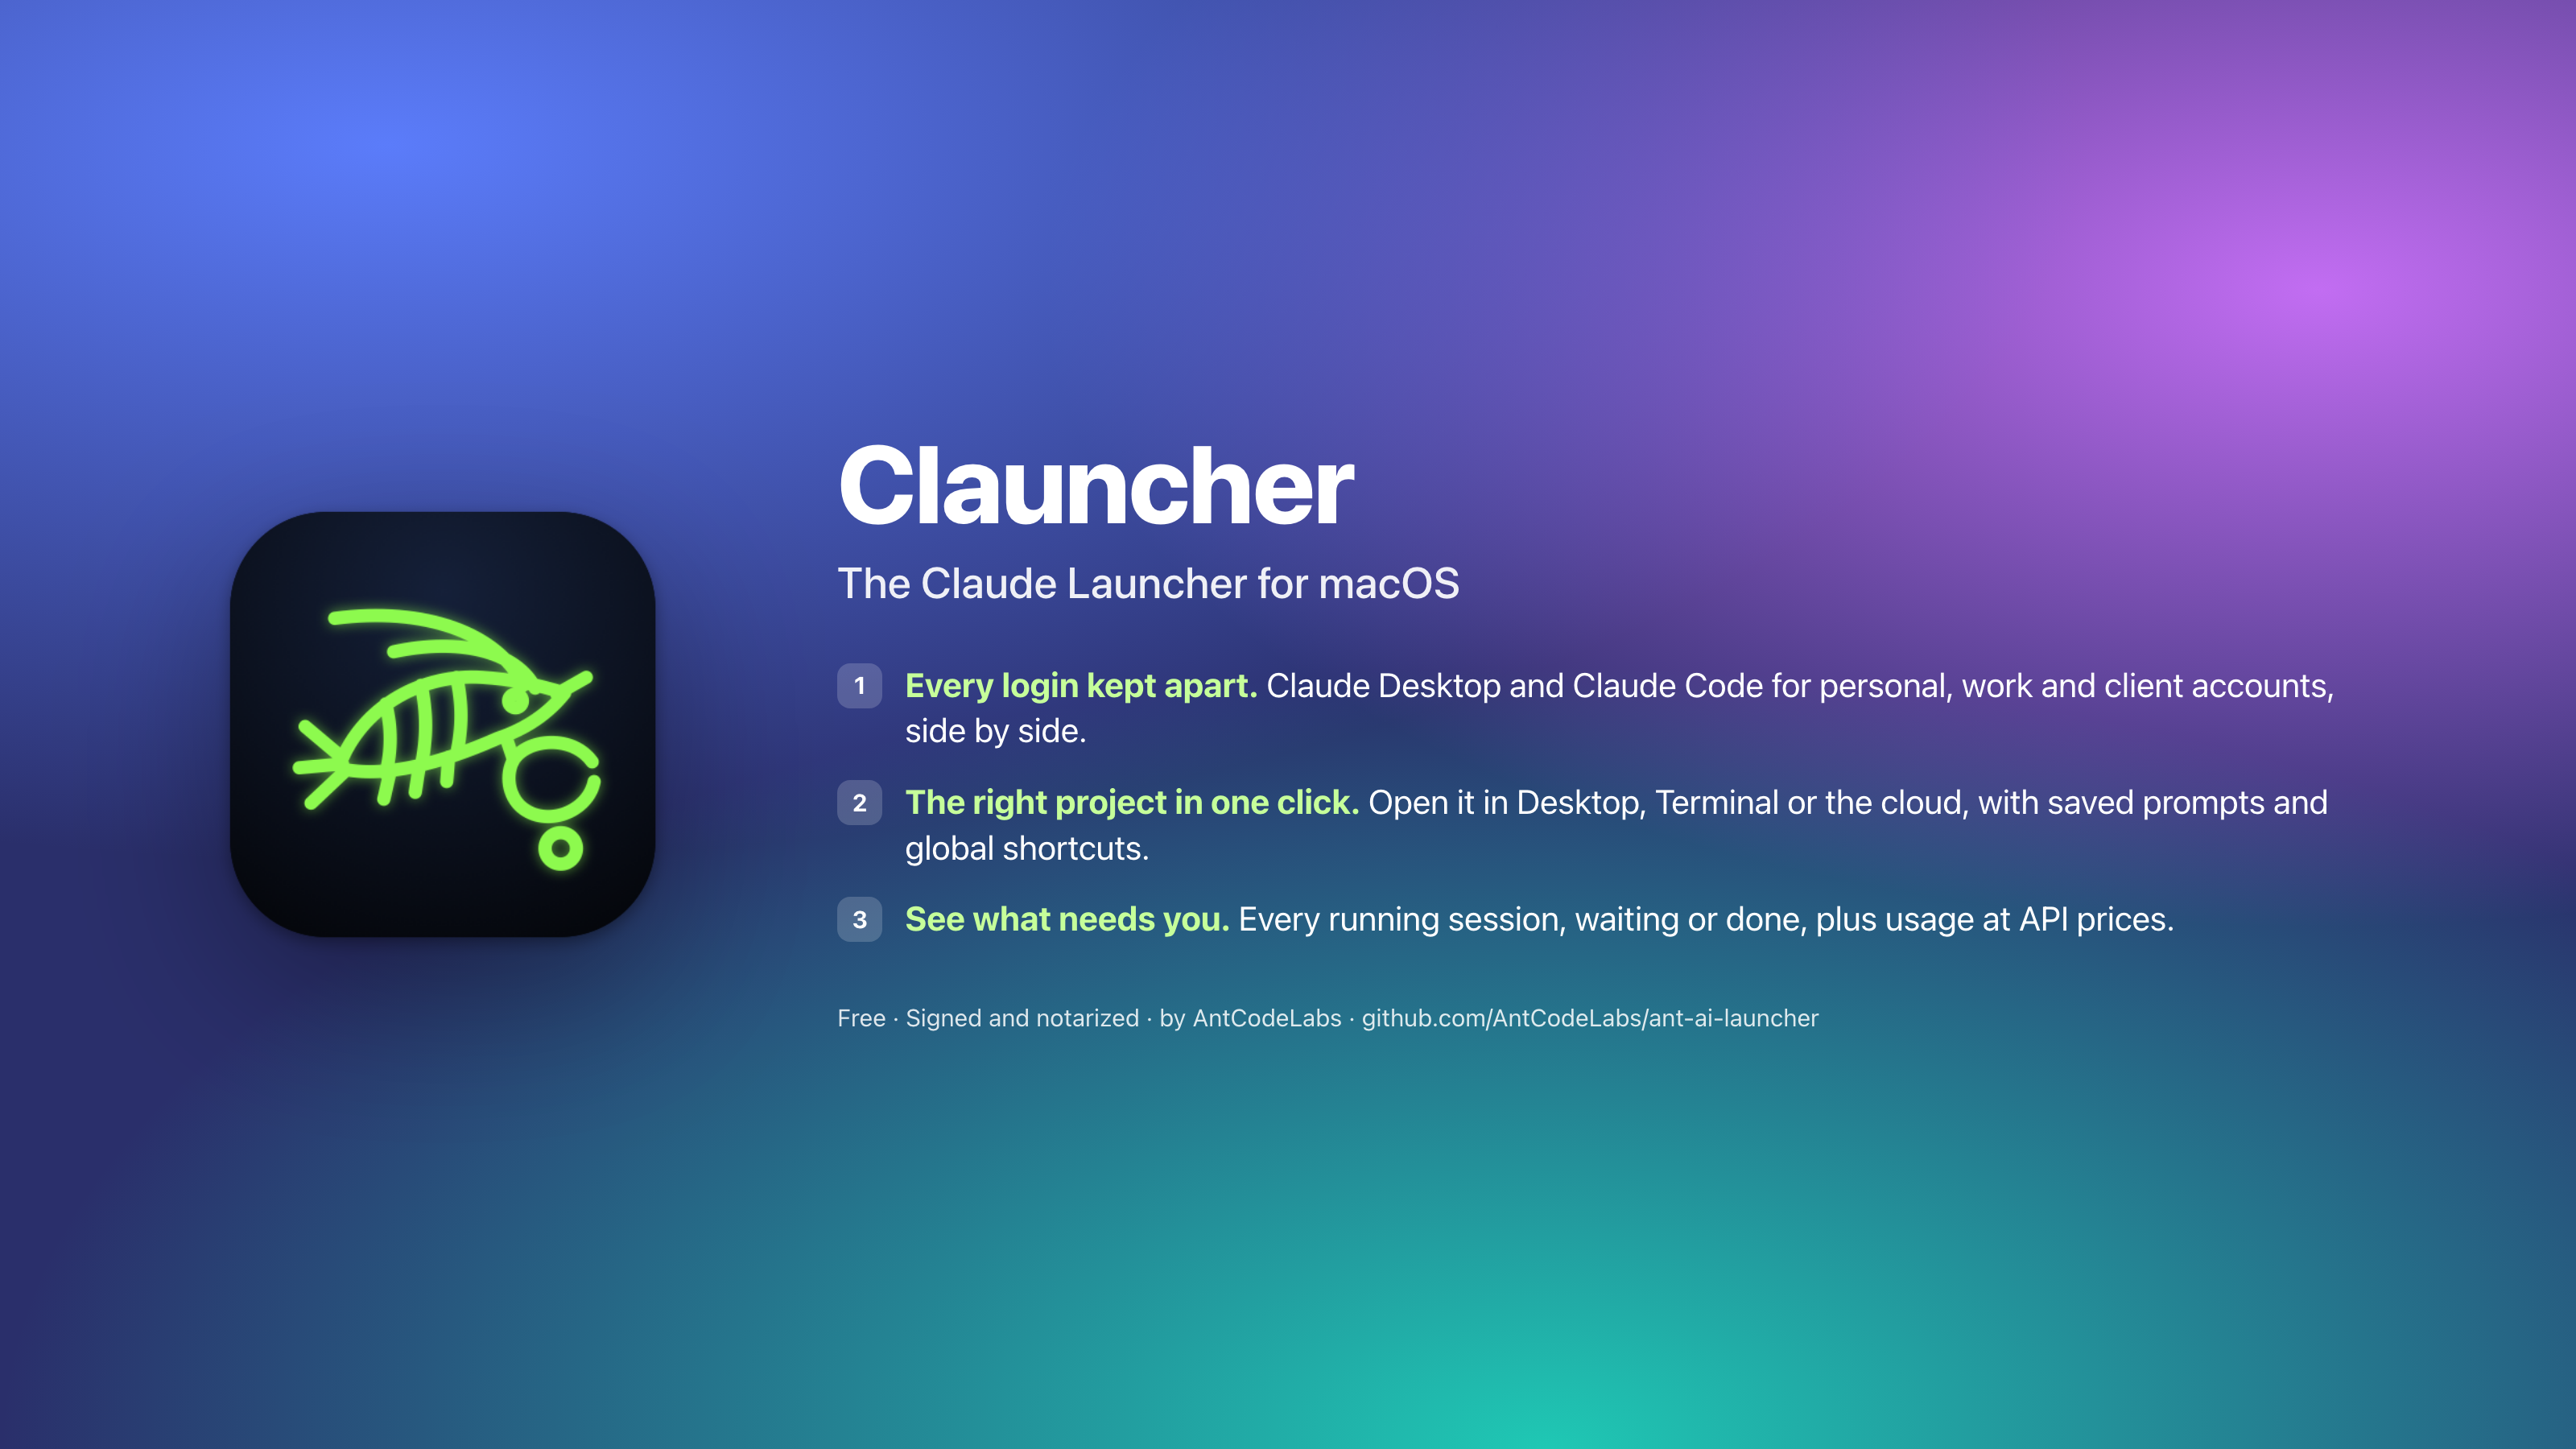 Clauncher
The Claude Launcher for macOS
1 Every login kept apart. Claude Desktop and Claude Code for personal, work and client accounts,
side by side.
2 The right project in one click. Open it in Desktop, Terminal or the cloud, with saved prompts and
global shortcuts.
3 See what needs you. Every running session, waiting or done, plus usage at API prices.
Free · Signed and notarized · by AntCodeLabs · github.com/AntCodeLabs/ant-ai-launcher